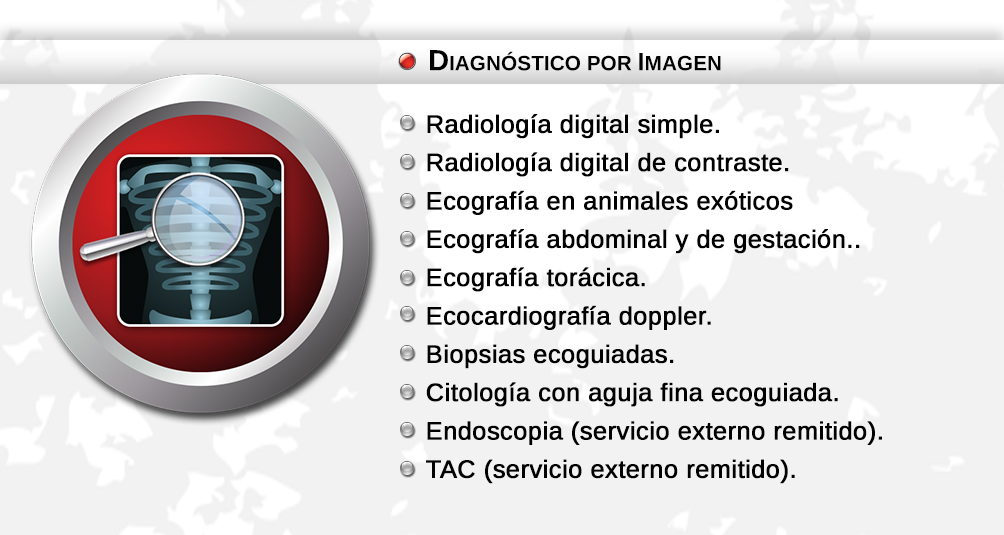 Diagnóstico por Imagen
Radiología digital simple.
Radiología digital de contraste.
Ecografía en animales exóticos
Ecografía abdominal y de gestación..
Ecografía torácica.
Ecocardiografía doppler.
Biopsias ecoguiadas.
Citología con aguja fina ecoguiada.
Endoscopia (servicio externo remitido).
TAC (servicio externo remitido).